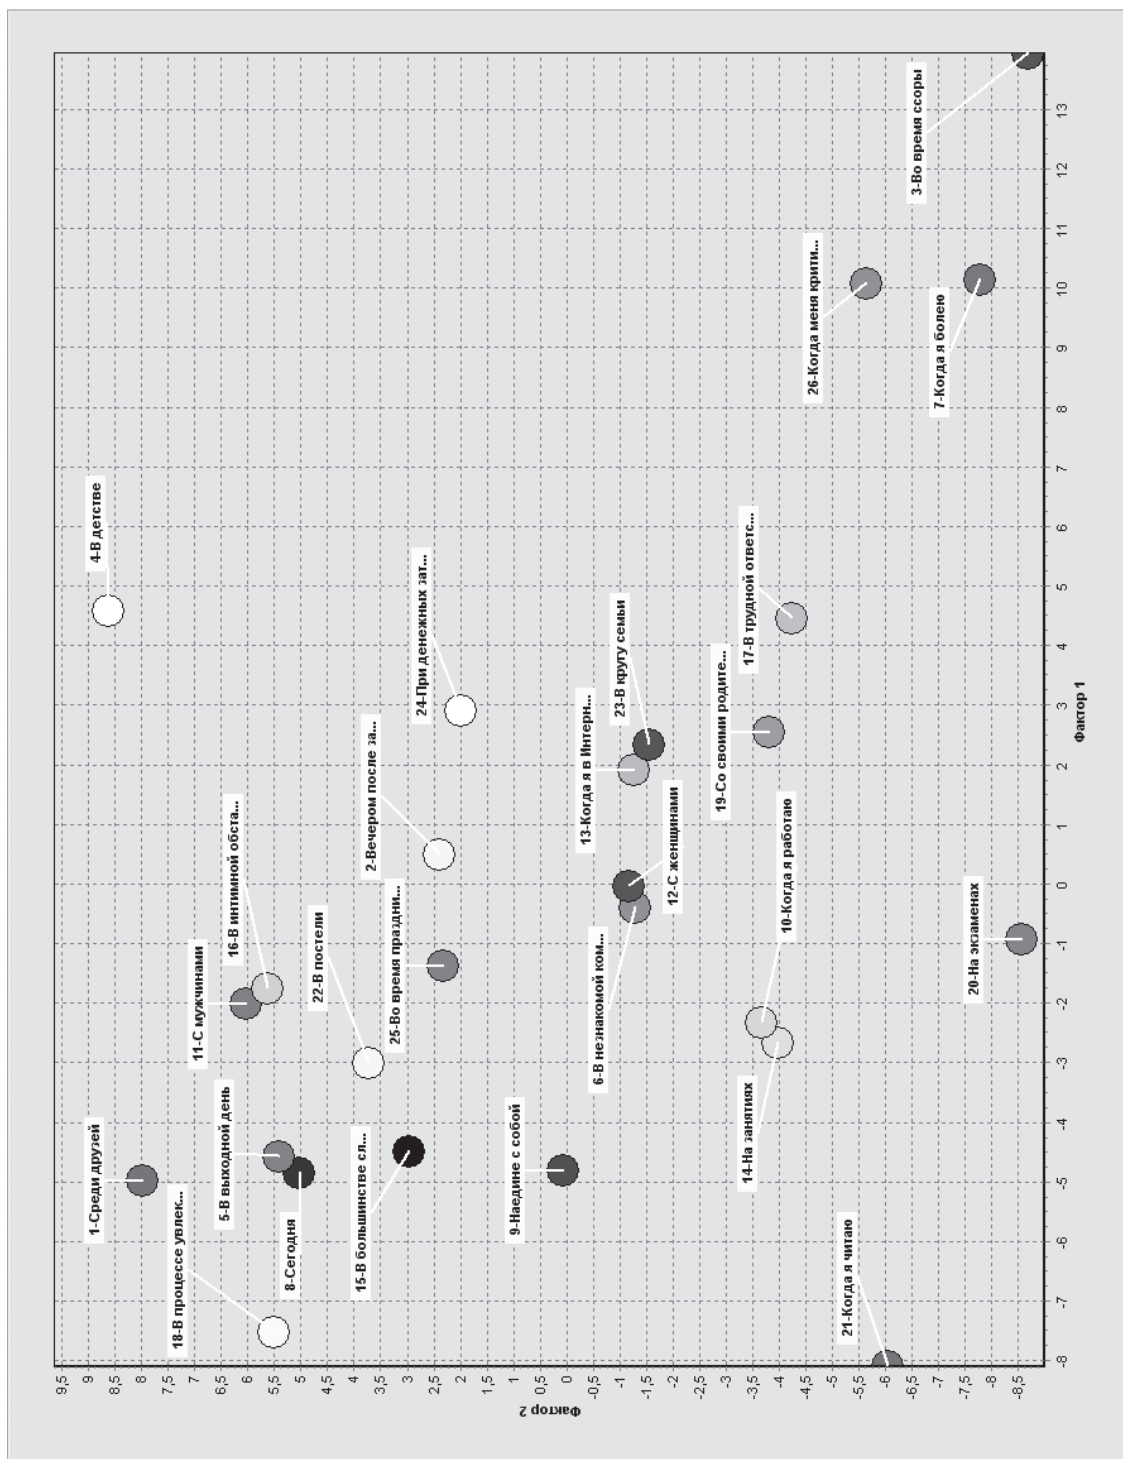 9,5
9
8,5
8
7,5
7
6,5
6
5,5
5
4,5
4
3,5
3
2,5
2
1,5
1
0,5
0
-0,5
-1
-1,5
-2
-2,5
-3
-3,5
-4
-4,5
-5
-5,5
-6
-6,5
-7
-7,5
-8
-8,5
Фактор 2
4-В детстве
1-Среди друзей
18-В процессе увлек...
11-С мужчинами
5-В выходной день
16-В интимной обста...
8-Сегодня
22-В постели
15-В большинстве сл...
2-Вечером после за...
25-Во время праздни...
24-При денежных зат...
9-Наедине с собой
13-Когда я в Интерн...
6-В незнакомой ком...
23-В кругу семьи
12-С женщинами
19-Со своими родите...
17-В трудной ответс...
14-На занятиях
10-Когда я работаю
26-Когда меня крити...
21-Когда я читаю
3-Во время ссоры
7-Когда я болею
20-На экзаменах
-8
-7
-6
-5
-4
-3
-2
-1
0
1
2
3
4
5
6
7
8
9
10
11
12
13
Фактор 1